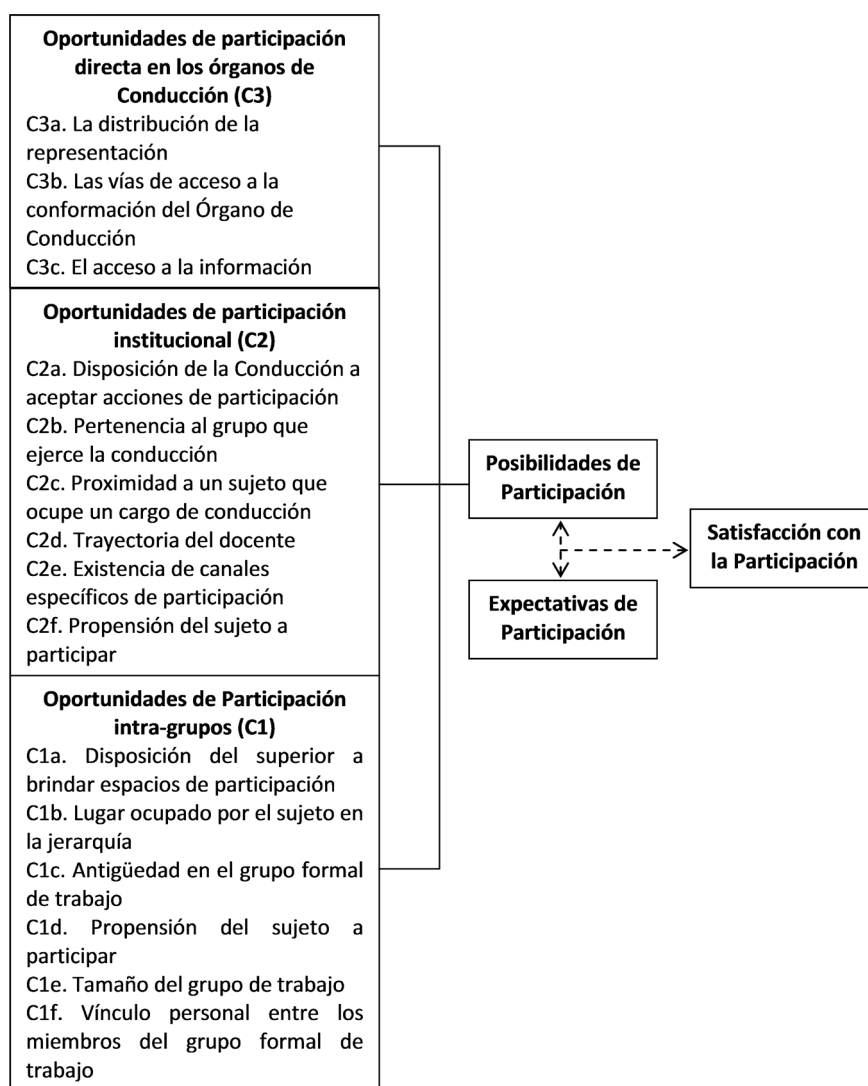 Oportunidades de participación
directa en los órganos de
Conducción (C3)
C3a. La distribución de la
representación
C3b. Las vías de acceso a la
conformación del Órgano de
Conducción
C3c. El acceso a la información
Oportunidades de participación
institucional (C2)
C2a. Disposición de la Conducción a
aceptar acciones de participación
C2b. Pertenencia al grupo que
ejerce la conducción
C2c. Proximidad a un sujeto que
ocupe un cargo de conducción
C2d. Trayectoria del docente
C2e. Existencia de canales
específicos de participación
C2f. Propensión del sujeto a
participar
Oportunidades de Participación
intra-grupos (C1)
C1a. Disposición del superior a
brindar espacios de participación
C1b. Lugar ocupado por el sujeto en
la jerarquía
C1c. Antigüedad en el grupo formal
de trabajo
C1d. Propensión del sujeto a
participar
C1e. Tamaño del grupo de trabajo
C1f. Vínculo personal entre los
miembros del grupo formal de
trabajo
Posibilidades de
Participación
Expectativas de
Participación
Satisfacción con
la Participación